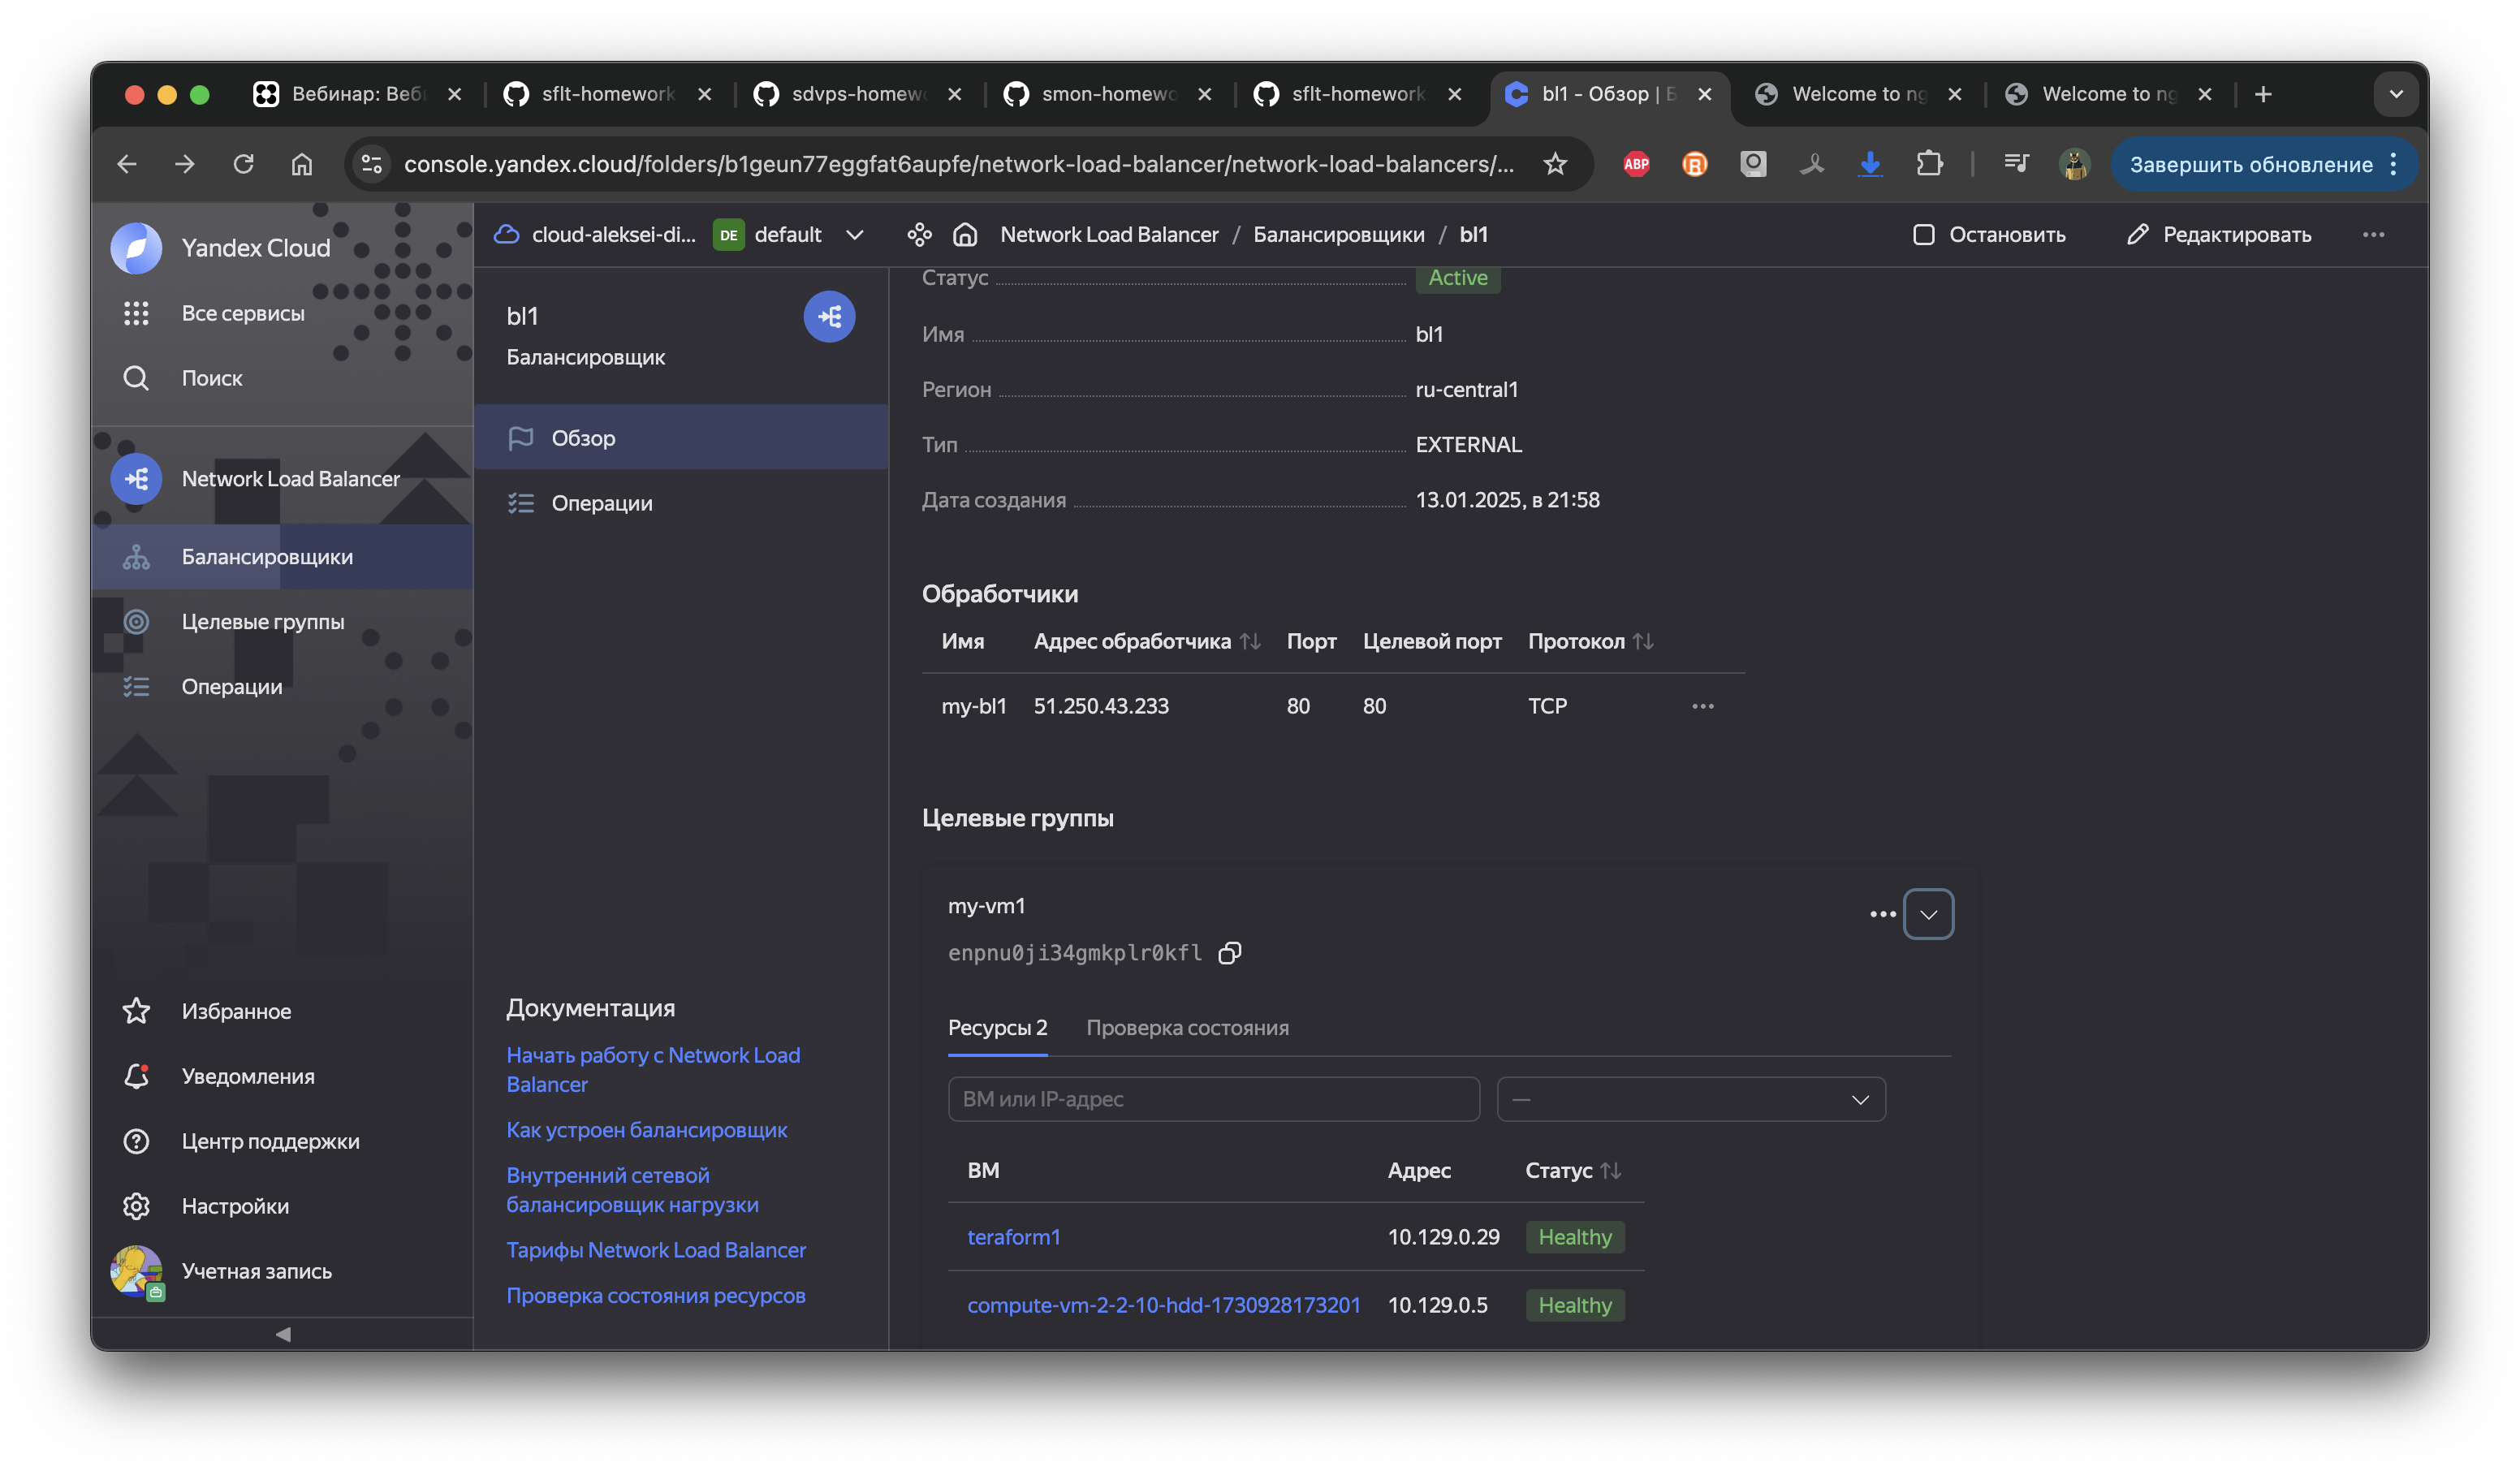 Вебинар: Веб
sflt-homework
sdvps-homew
smon-homewo
sflt-homework
bl1 - Обзор | Б
Welcome to ng
Welcome to ng
console.yandex.cloud/folders/b1geun77eggfat6aupfe/network-load-balancer/network-load-balancers/...
ABP
Завершить обновление
Yandex Cloud
Все сервисы
Поиск
Network Load Balancer
Балансировщики
Целевые группы
Операции
Избранное
Уведомления
Центр поддержки
Настройки
Учетная запись
cloud-aleksei-di...
DE
default
Network Load Balancer / Балансировщики / bl1
Остановить
Редактировать
bl1
Балансировщик
Обзор
Операции
Документация
Начать работу с Network Load
Balancer
Как устроен балансировщик
Внутренний сетевой
балансировщик нагрузки
Тарифы Network Load Balancer
Проверка состояния ресурсов
Статус Active
Имя bl1
Регион ru-central1
Тип EXTERNAL
Дата создания 13.01.2025, в 21:58
Обработчики
Имя Адрес обработчика Порт Целевой порт Протокол
my-bl1 51.250.43.233 80 80 TCP
Целевые группы
my-vm1
enpnu0ji34gmkplr0kfl
Ресурсы 2 Проверка состояния
ВМ или IP-адрес —
ВМ Адрес Статус
teraform1 10.129.0.29 Healthy
compute-vm-2-2-10-hdd-1730928173201 10.129.0.5 Healthy